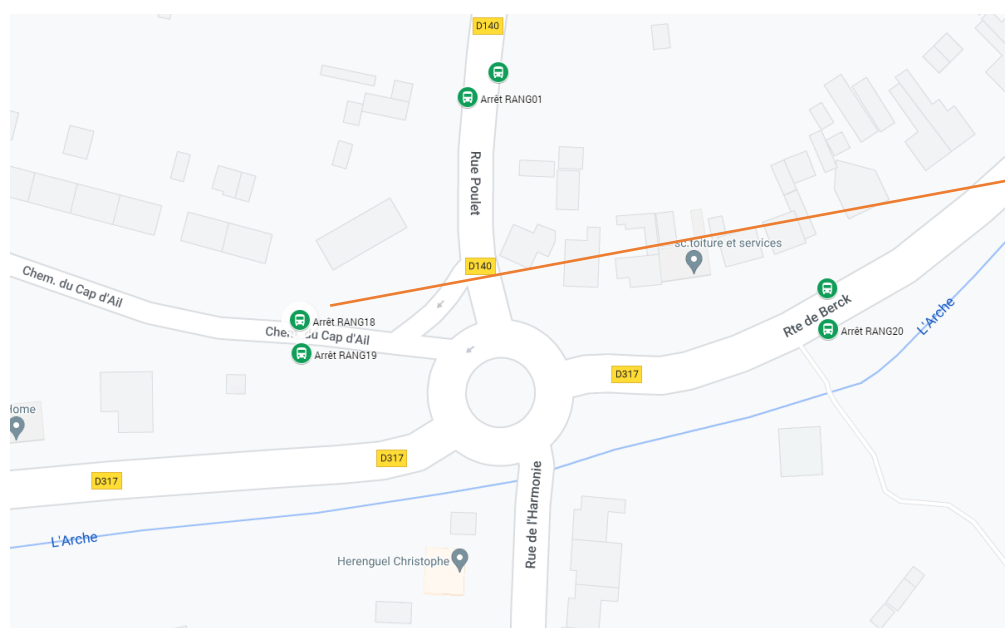 D140
Arrêt RANG01
Rue Poulet
D140
sc.toiture et services
Chem. du Cap d'Ail
Arrêt RANG18
Chem. du Cap d'Ail
Arrêt RANG19
Rte de Berck
Arrêt RANG20
L'Arche
D317
Home
D317
D317
Rue de l'Harmonie
L'Arche
Herenguel Christophe